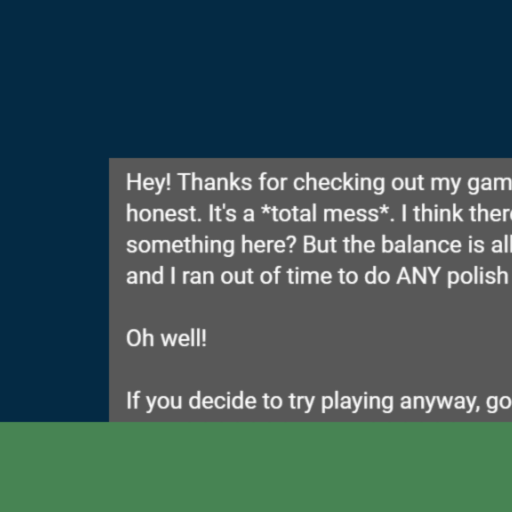 Hey! Thanks for checking out my gam
honest. It's a *total mess*. I think ther
something here? But the balance is al
and I ran out of time to do ANY polish
Oh well!
If you decide to try playing anyway, go